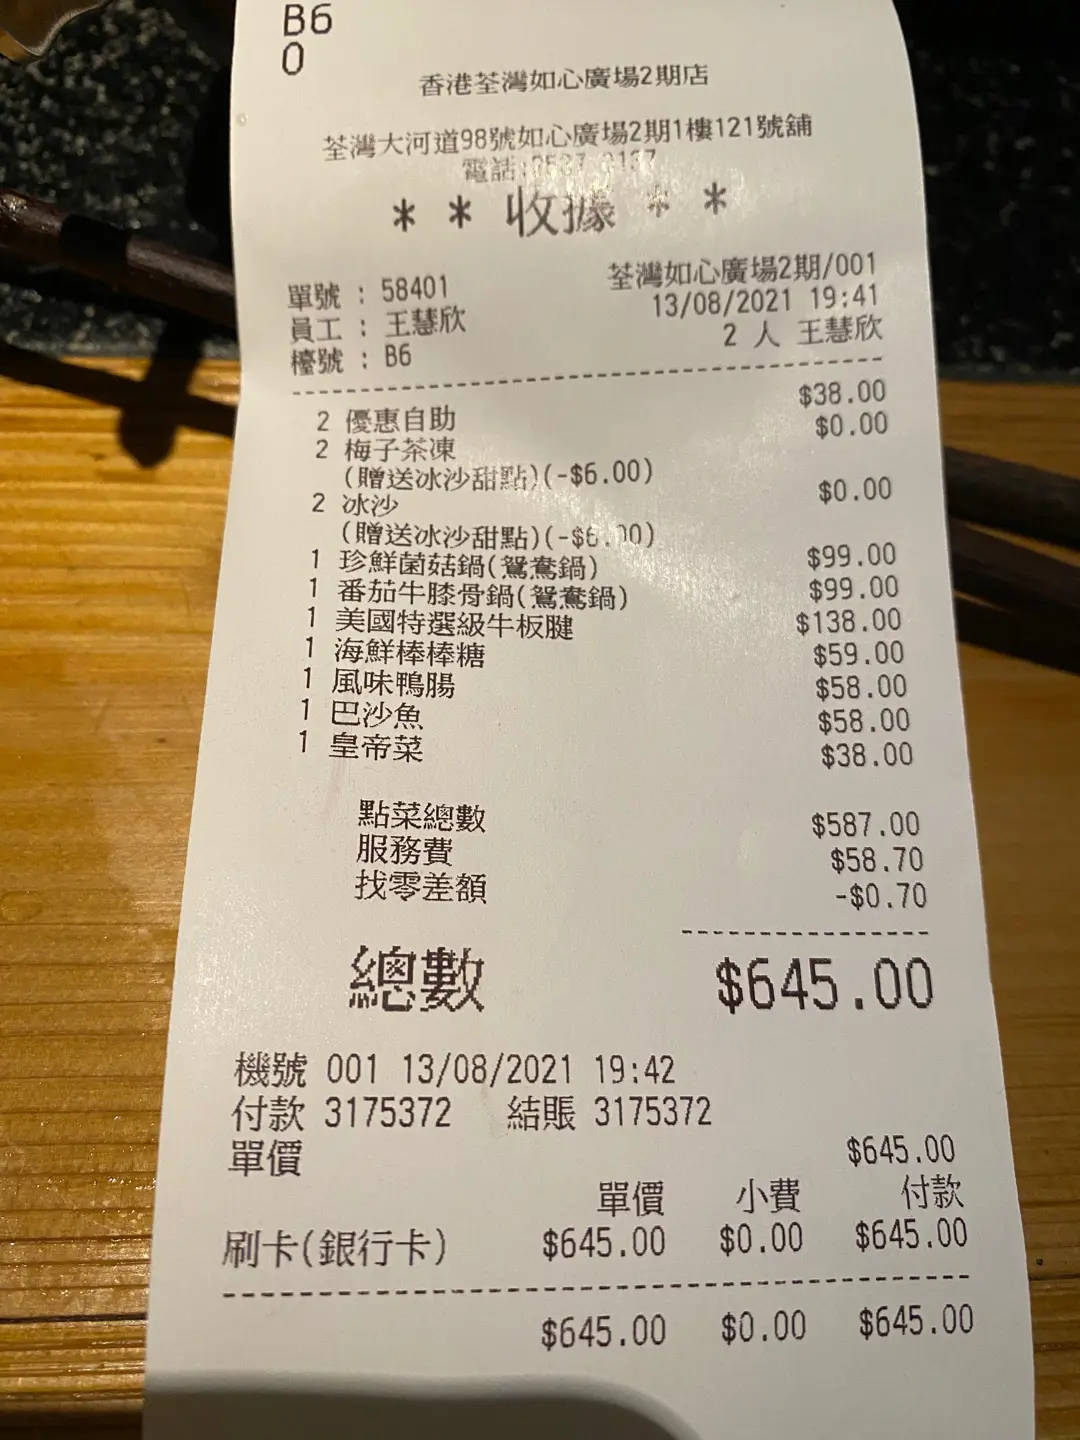 B6
0
香港荃灣如心廣場2期店
荃灣大河道98號如心廣場2期1樓121號舖
電話:
** 收據 **
單號 : 58401 荃灣如心廣場2期/001
員工 : 王慧欣 13/08/2021 19:41
檯號 : B6 2 人 王慧欣
2 優惠自助 $38.00
2 梅子茶凍 $0.00
(贈送冰沙甜點)(-$6.00)
2 冰沙 $0.00
(贈送冰沙甜點)(-$6.00)
1 珍鮮菌菇鍋(鴛鴦鍋) $99.00
1 番茄牛膝骨鍋(鴛鴦鍋) $99.00
1 美國特選級牛板腱 $138.00
1 海鮮棒棒糖 $59.00
1 風味鴨腸 $58.00
1 巴沙魚 $58.00
1 皇帝菜 $38.00
點菜總數 $587.00
服務費 $58.70
找零差額 -$0.70
總數 $645.00
機號 001 13/08/2021 19:42
付款 3175372 結賬 3175372
單價 $645.00
單價 小費 付款
刷卡(銀行卡) $645.00 $0.00 $645.00
$645.00 $0.00 $645.00